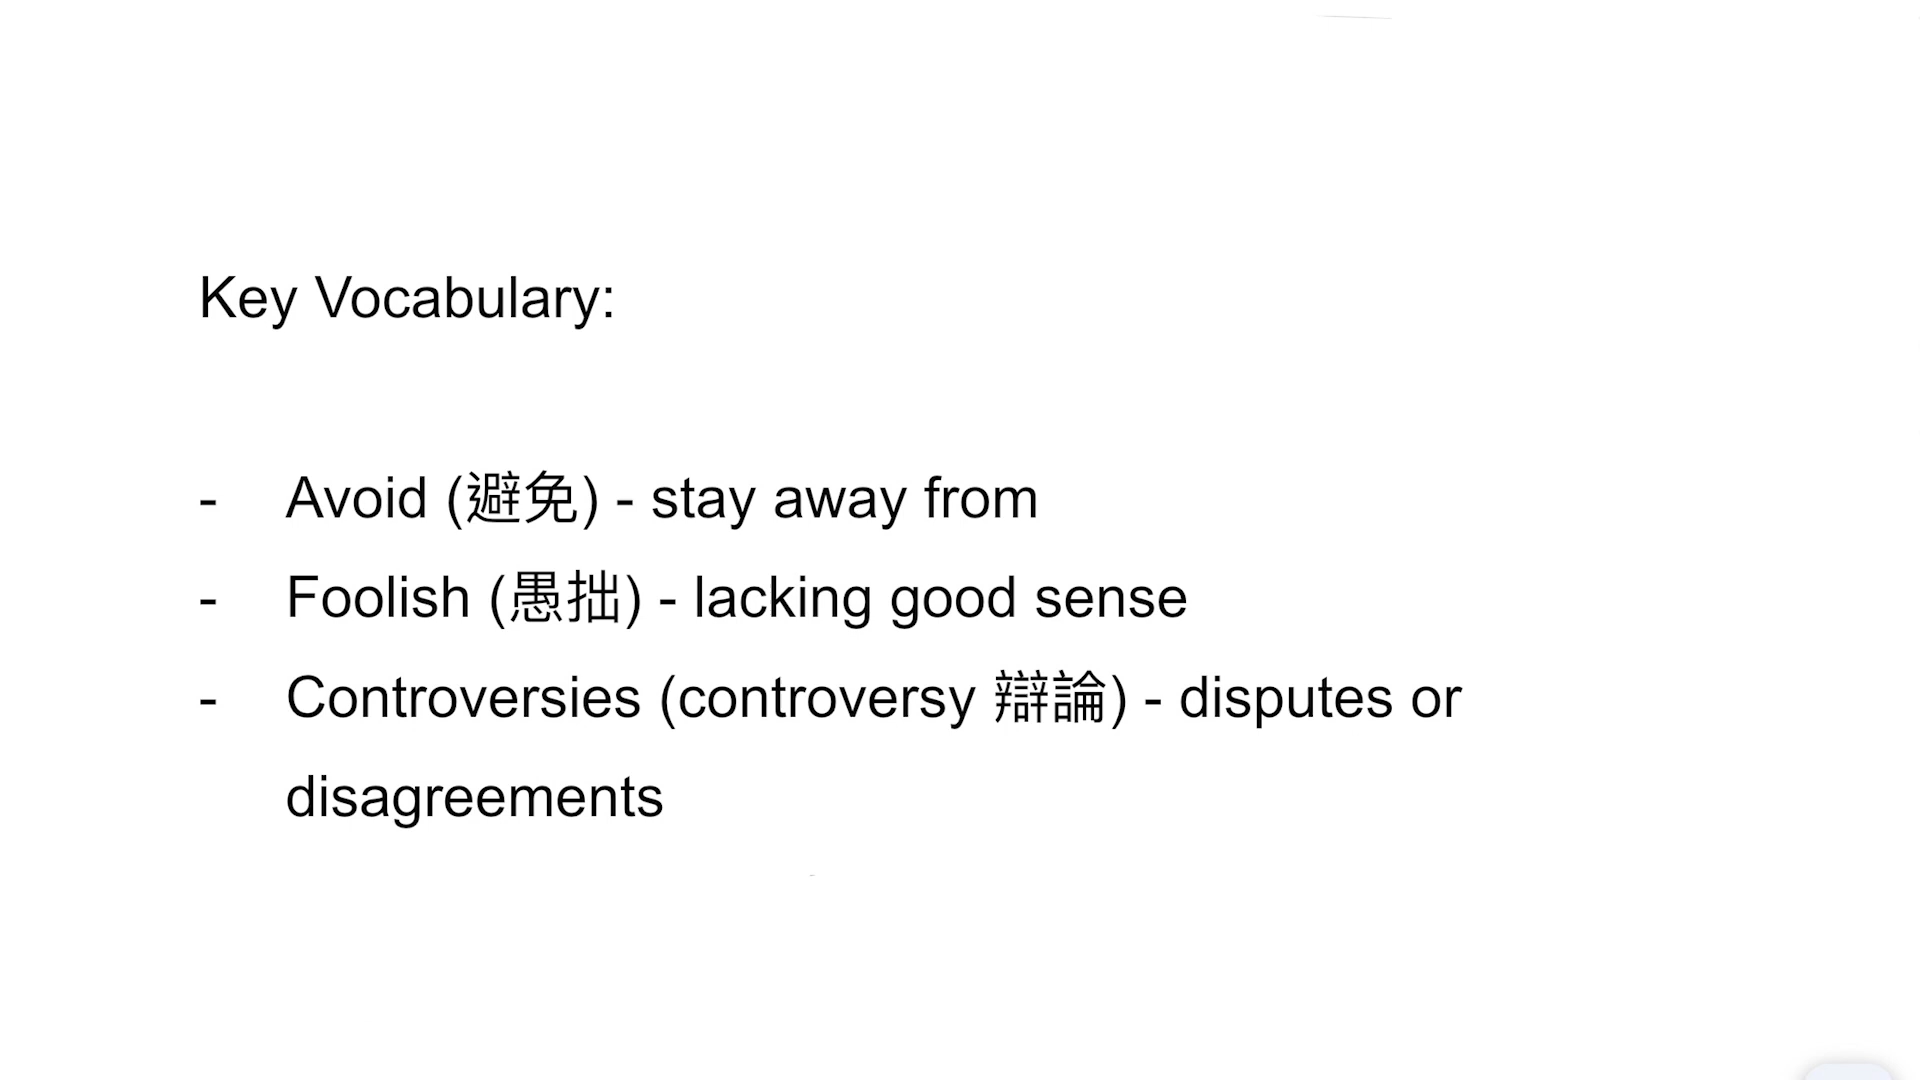 Key Vocabulary:
- Avoid (避免) - stay away from
- Foolish (愚拙) - lacking good sense
- Controversies (controversy 辯論) - disputes or
disagreements